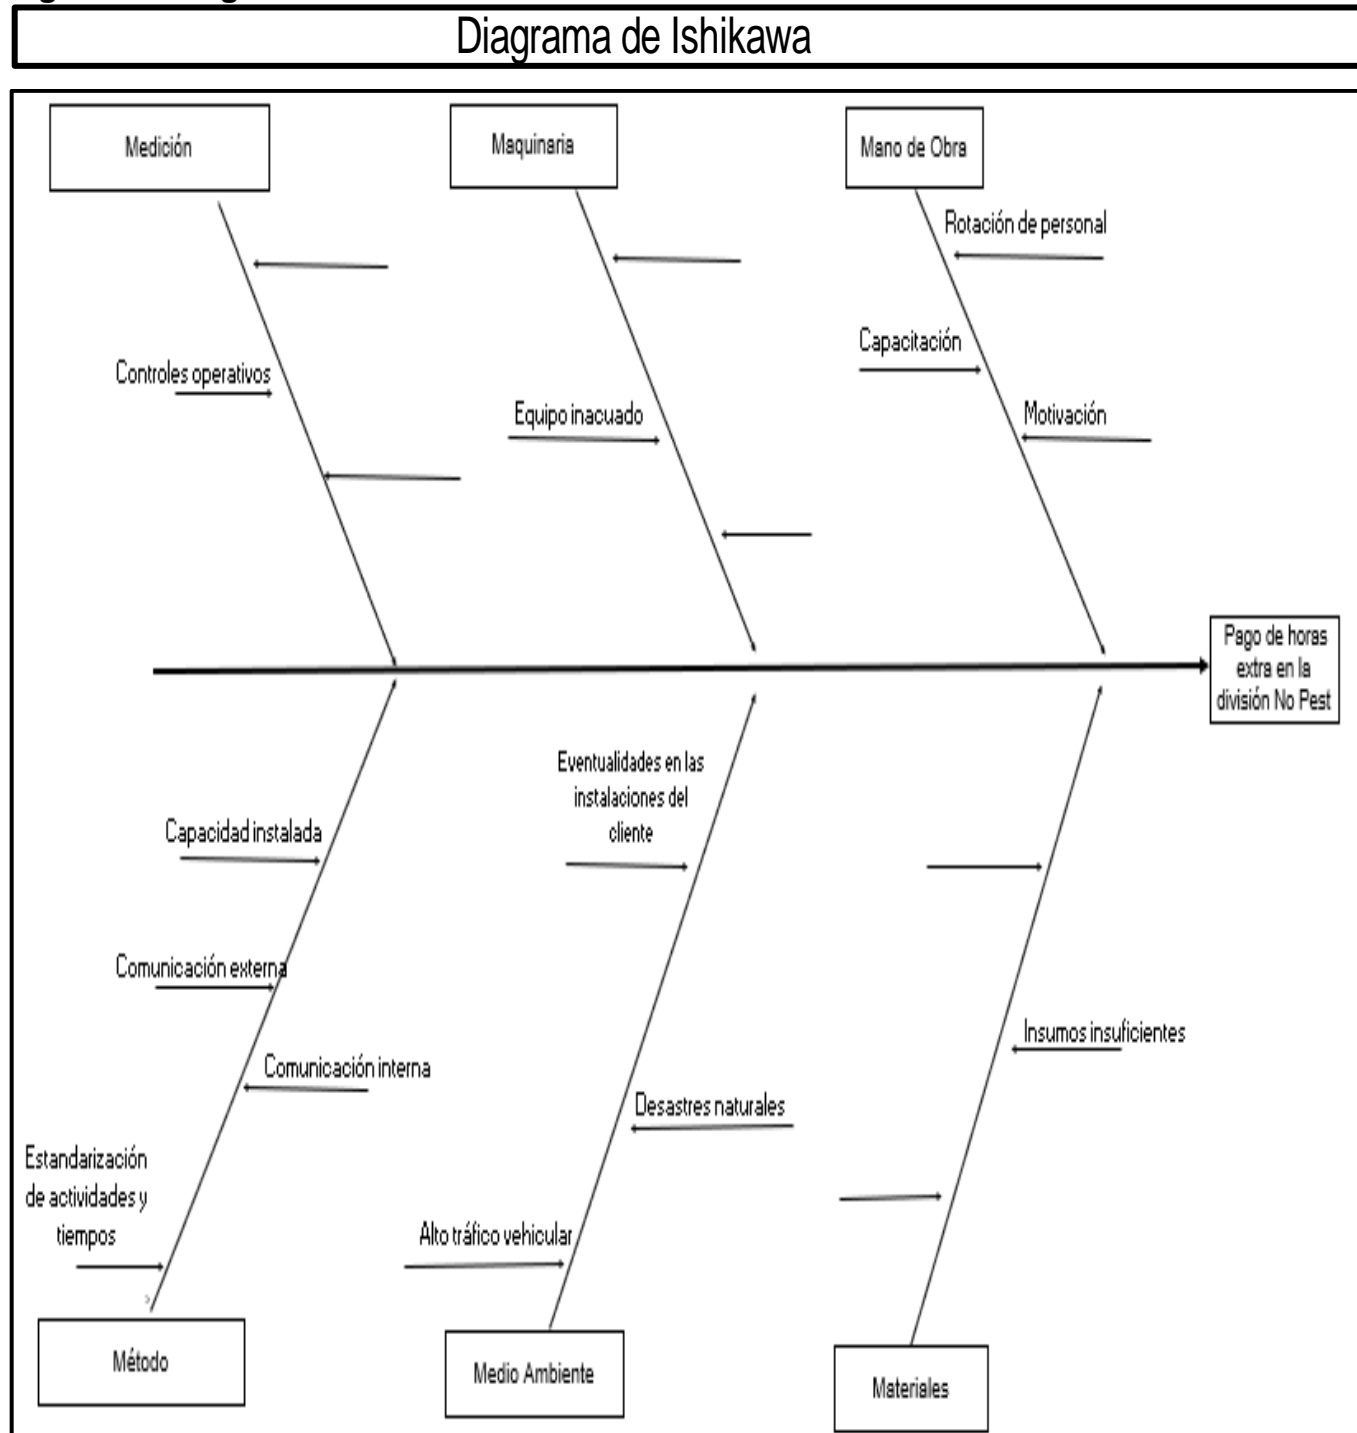 Diagrama de Ishikawa
Medición
Maquinaria
Mano de Obra
Rotación de personal
Capacitación
Controles operativos
Equipo inacuado
Motivación
Pago de horas
extra en la
división No Pest
Eventualidades en las
instalaciones del
cliente
Capacidad instalada
Comunicación externa
Insumos insuficientes
Comunicación interna
Desastres naturales
Estandarización
de actividades y
tiempos
Alto tráfico vehicular
Método
Medio Ambiente
Materiales